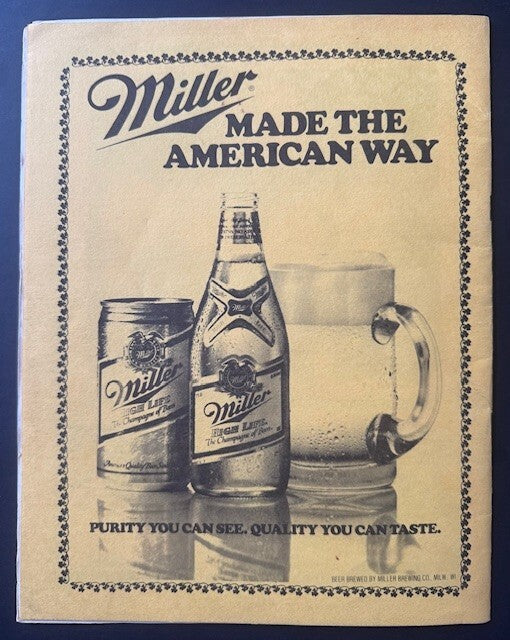 Miller
MADE THE
AMERICAN WAY
Miller
Miller
HIGH LIFE
The Champagne of Beers
Miller
HIGH LIFE
The Champagne of Beers
PURITY YOU CAN SEE. QUALITY YOU CAN TASTE.
BEER BREWED BY MILLER BREWING CO., MILW. WI